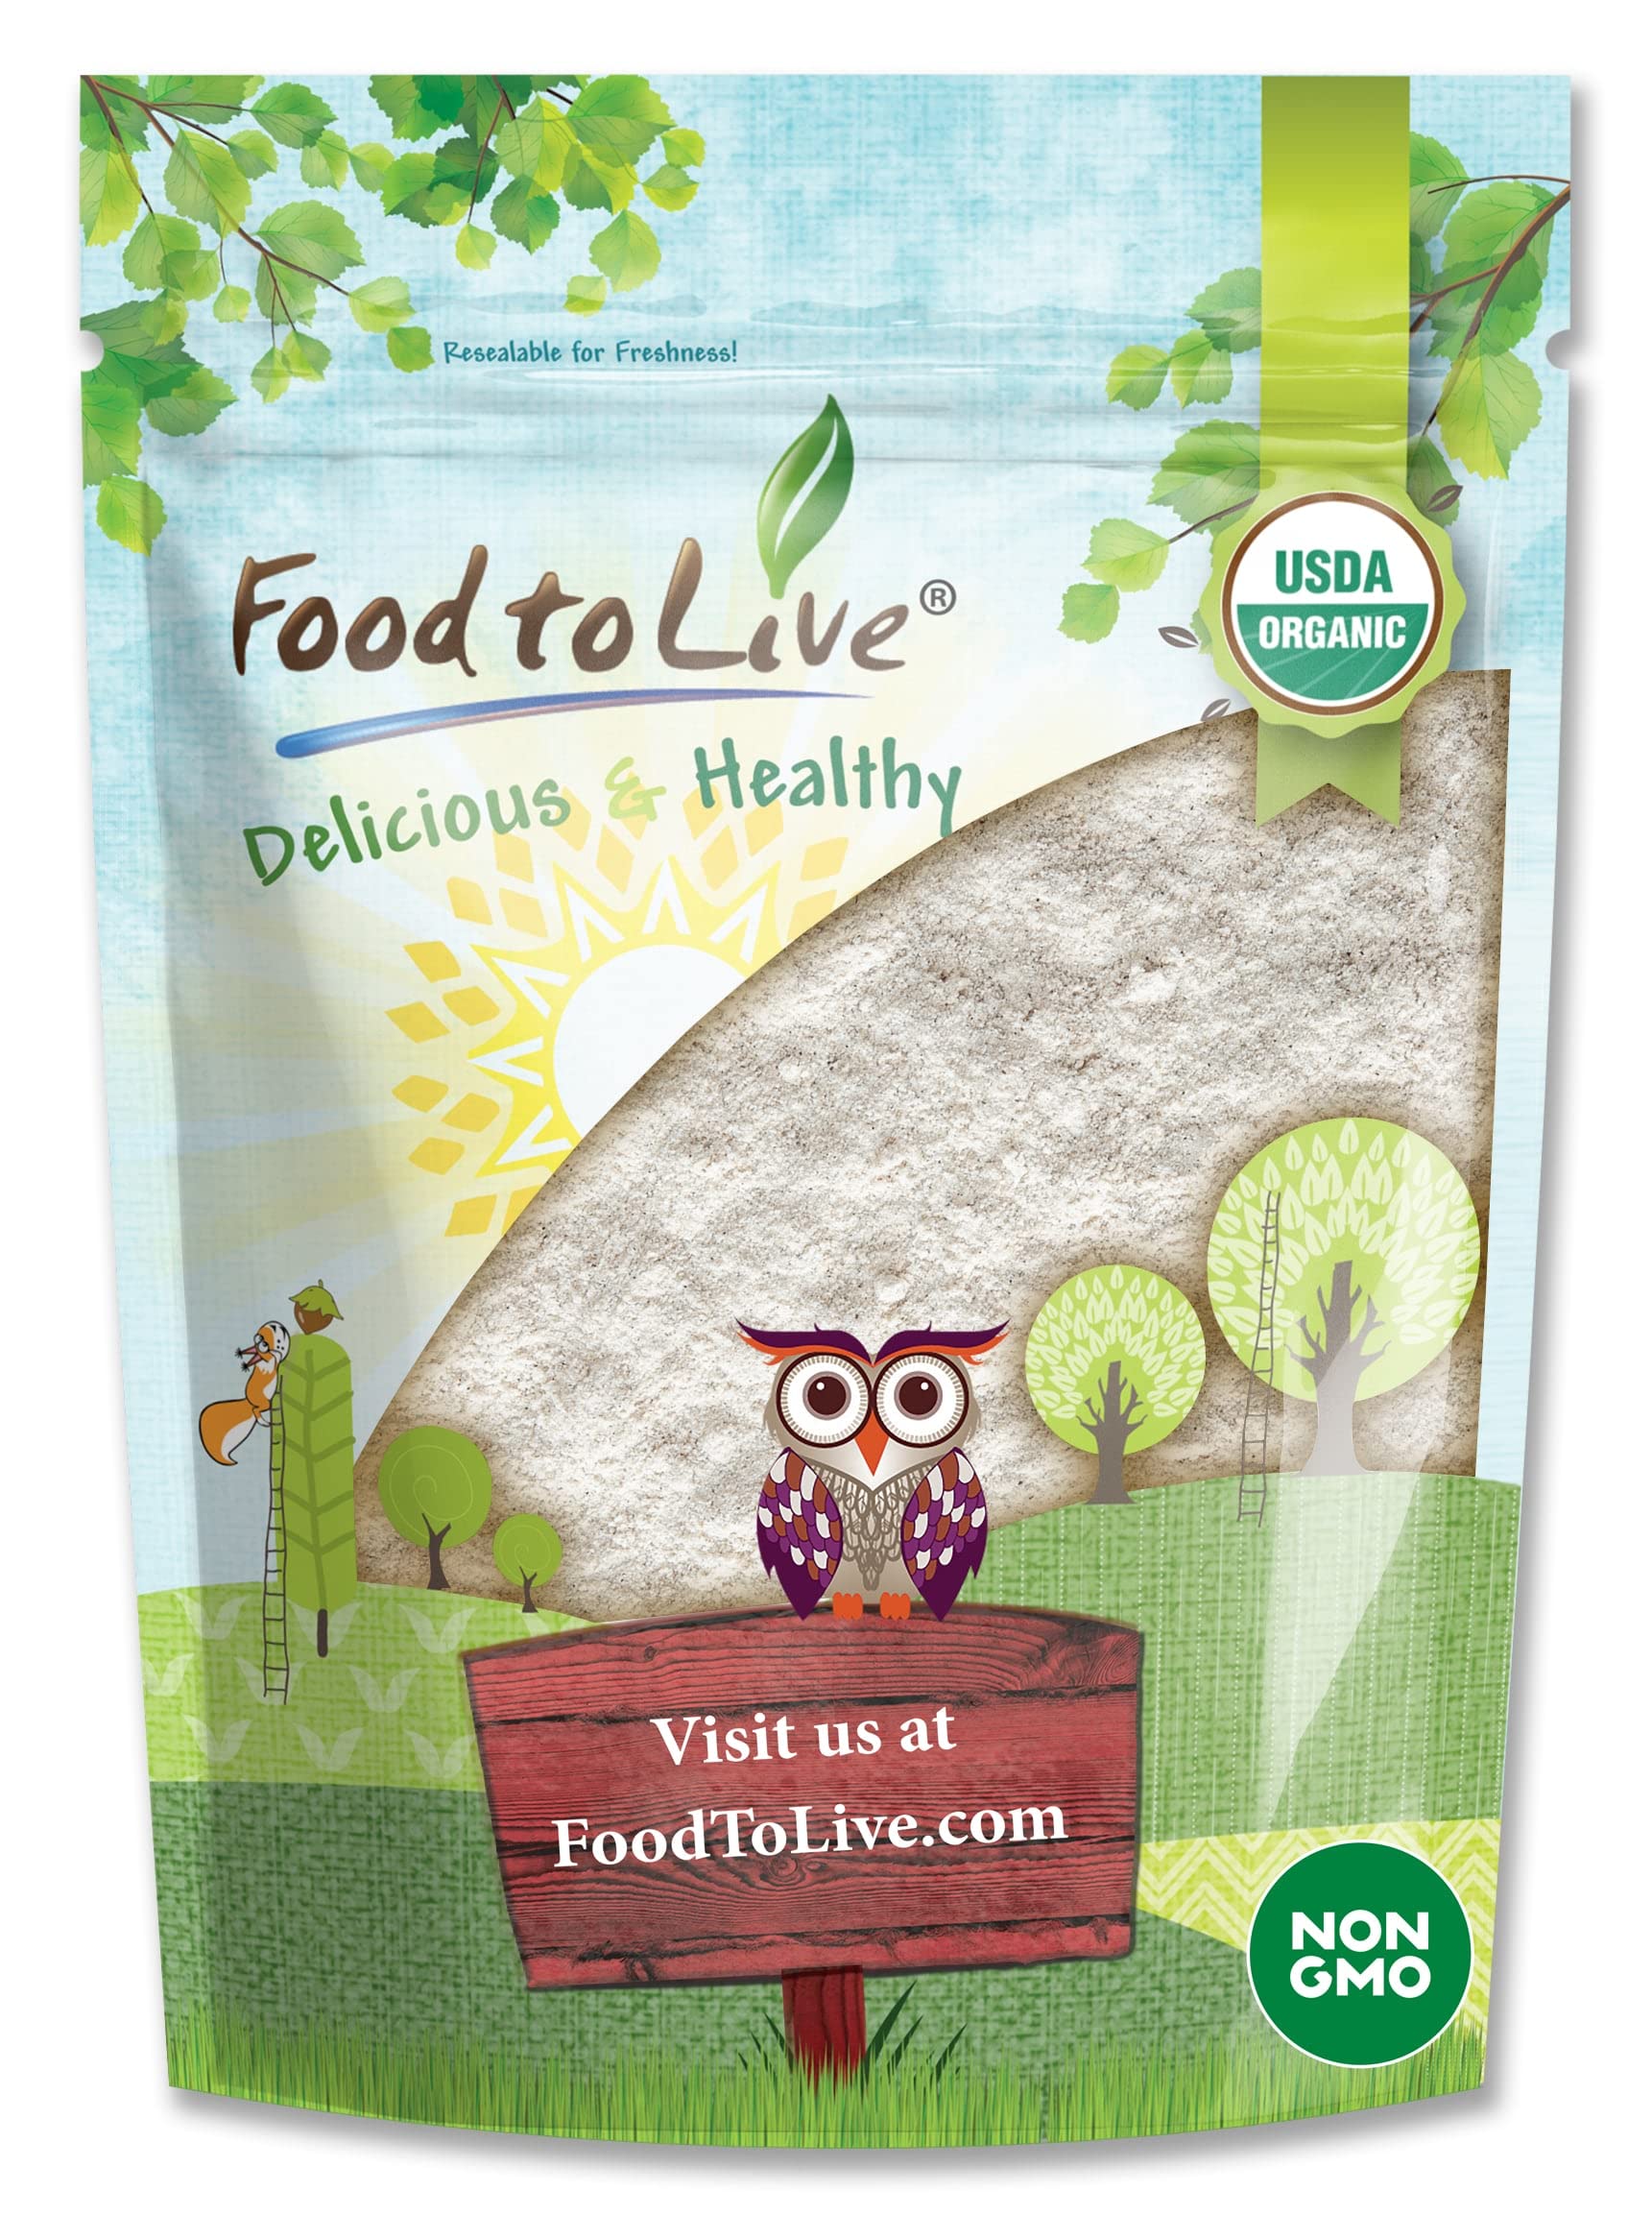 Resealable for Freshness!
Food to Live®
Delicious & Healthy
USDA
ORGANIC
Visit us at
FoodToLive.com
NON
GMO